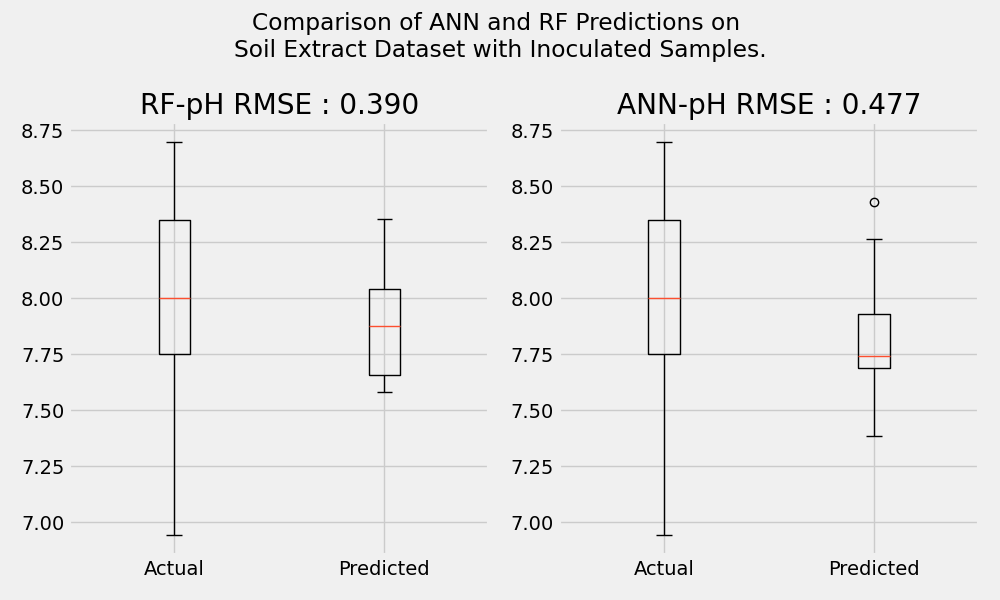 Comparison of ANN and RF Predictions on
Soil Extract Dataset with Inoculated Samples.
RF-pH RMSE : 0.390
8.75
8.50
8.25
8.00
7.75
7.50
7.25
7.00
Actual
Predicted
ANN-pH RMSE : 0.477
8.75
8.50
8.25
8.00
7.75
7.50
7.25
7.00
Actual
Predicted